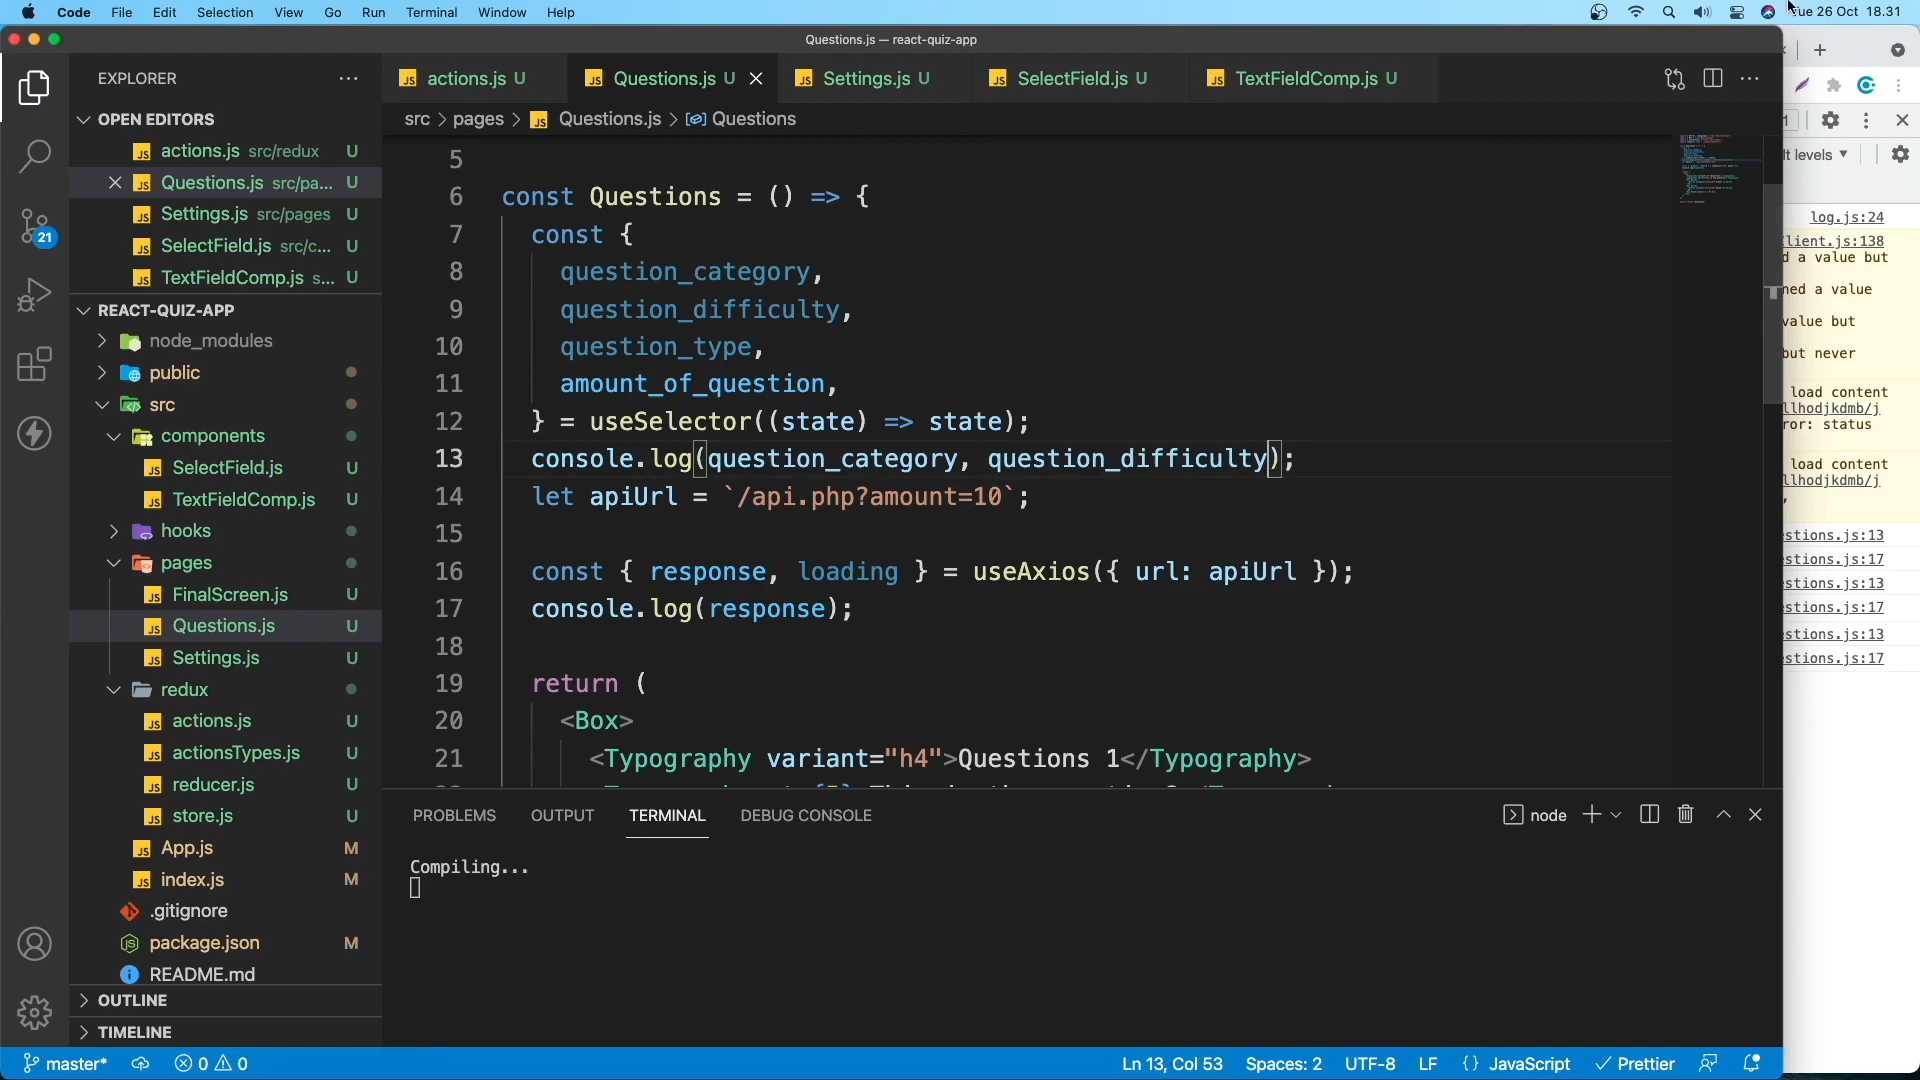 Code File Edit Selection View Go Run Terminal Window Help
ue 26 Oct 18.31
Questions.js — react-quiz-app
EXPLORER
OPEN EDITORS
actions.js src/redux U
Questions.js src/pa... U
Settings.js src/pages U
SelectField.js src/c... U
TextFieldComp.js s... U
REACT-QUIZ-APP
node_modules
public
src
components
SelectField.js U
TextFieldComp.js U
hooks
pages
FinalScreen.js U
Questions.js U
Settings.js U
redux
actions.js U
actionsTypes.js U
reducer.js U
store.js U
App.js M
index.js M
.gitignore
package.json M
README.md
OUTLINE
TIMELINE
21
actions.js U
Questions.js U
Settings.js U
SelectField.js U
TextFieldComp.js U
src > pages > Questions.js > Questions
5
6 const Questions = () => {
7 const {
8 question_category,
9 question_difficulty,
10 question_type,
11 amount_of_question,
12 } = useSelector((state) => state);
13 console.log(question_category, question_difficulty);
14 let apiUrl = `/api.php?amount=10`;
15
16 const { response, loading } = useAxios({ url: apiUrl });
17 console.log(response);
18
19 return (
20 <Box>
21 <Typography variant="h4">Questions 1</Typography>
PROBLEMS OUTPUT TERMINAL DEBUG CONSOLE
node
Compiling...
1
lt levels
log.js:24
lient.js:138
d a value but
ned a value
value but
but never
load content
llhodjkdmb/j
ror: status
load content
llhodjkdmb/j
estions.js:13
estions.js:17
estions.js:13
estions.js:17
estions.js:13
estions.js:17
master* 0 0
Ln 13, Col 53 Spaces: 2 UTF-8 LF {} JavaScript Prettier